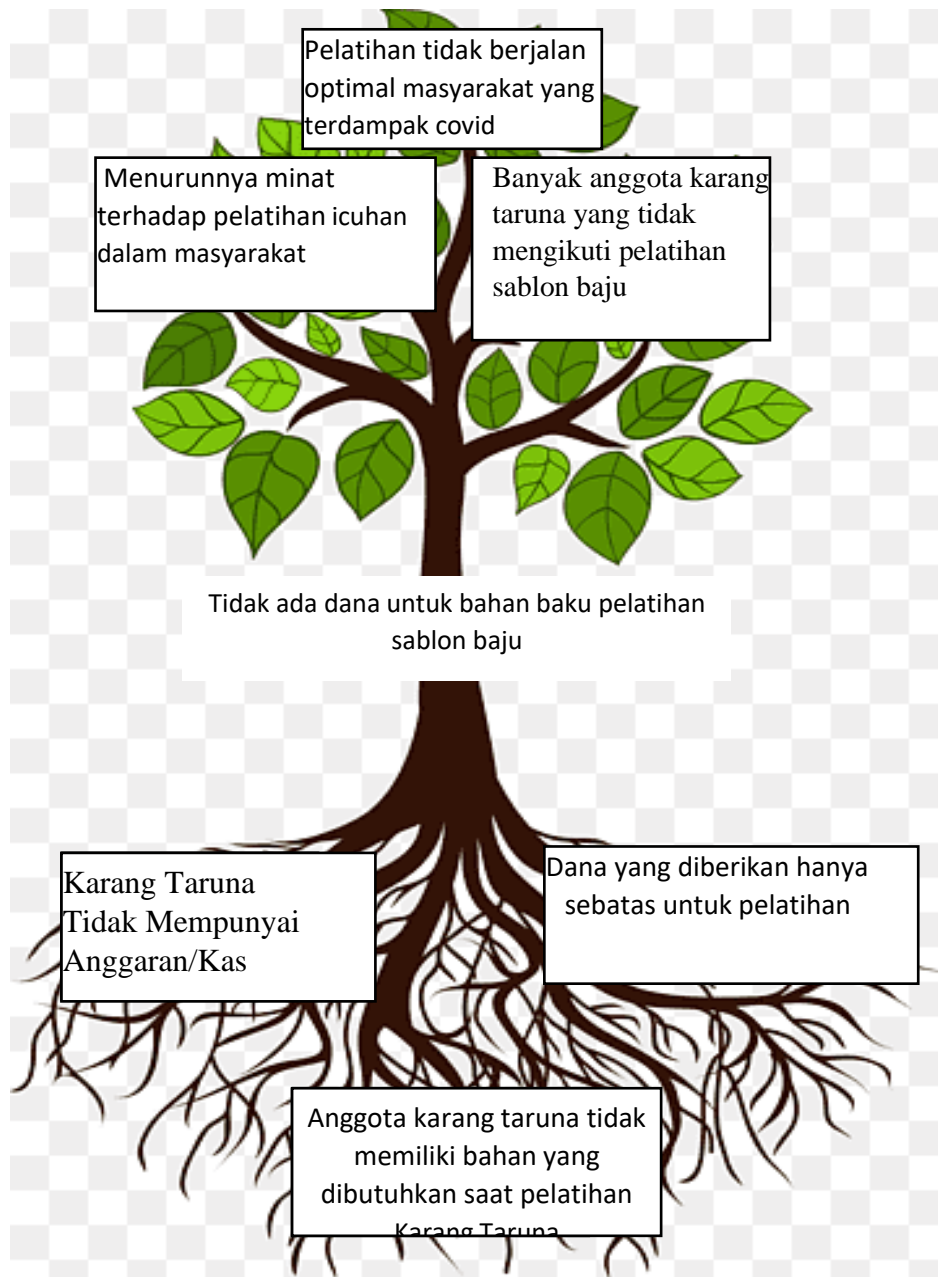 Pelatihan tidak berjalan
optimal masyarakat yang
terdampak covid
Menurunnya minat
terhadap pelatihan icuhan
dalam masyarakat
Banyak anggota karang
taruna yang tidak
mengikuti pelatihan
sablon baju
Tidak ada dana untuk bahan baku pelatihan
sablon baju
Karang Taruna
Tidak Mempunyai
Anggaran/Kas
Dana yang diberikan hanya
sebatas untuk pelatihan
Anggota karang taruna tidak
memiliki bahan yang
dibutuhkan saat pelatihan
Karang Taruna